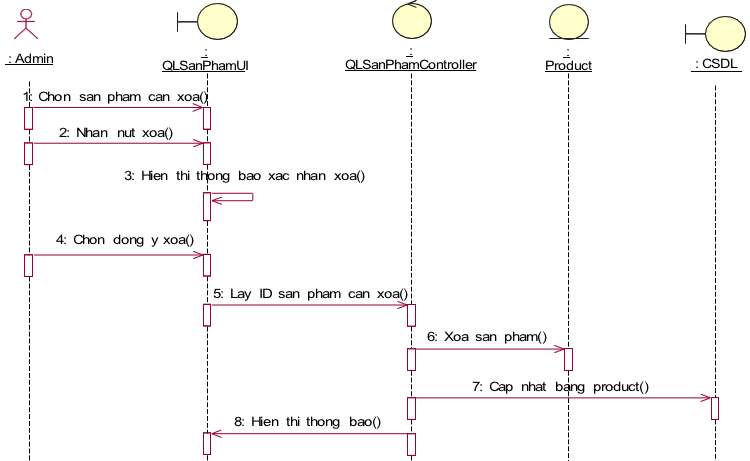 : Admin
:
QLSanPhamUI
:
QLSanPhamController
:
Product
: CSDL
1: Chon san pham can xoa()
2: Nhan nut xoa()
3: Hien thi thong bao xac nhan xoa()
4: Chon dong y xoa()
5: Lay ID san pham can xoa()
6: Xoa san pham()
7: Cap nhat bang product()
8: Hien thi thong bao()